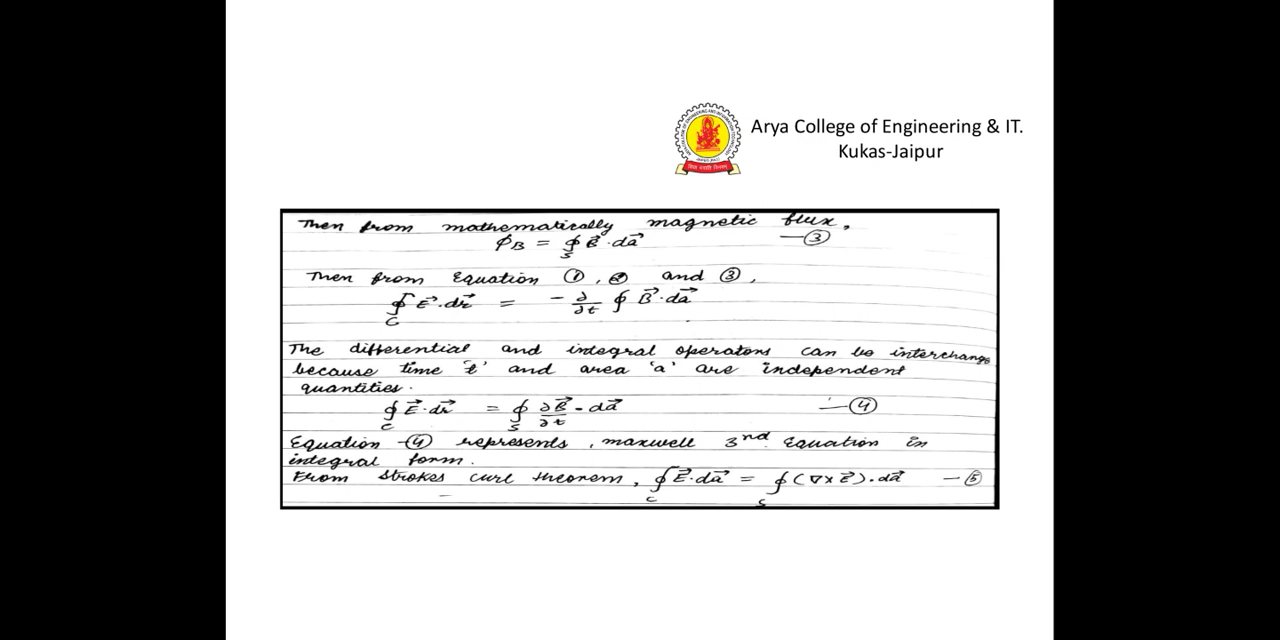 Arya College of Engineering & IT.
Kukas-Jaipur
Then from mathematically magnetic flux,
ϕB = ∮S B⃗ · da⃗ —③
Then from Equation ①, ② and ③,
∮C E⃗ · dr⃗ = - ∂/∂t ∮ B⃗ · da⃗
The differential and integral operators can be interchange
because time 't' and area 'a' are independent
quantities.
∮C E⃗ · dr⃗ = ∮S ∂B⃗/∂t - da⃗ —④
Equation -④ represents, maxwell 3rd Equation in
integral form.
From Strokes curl theorem, ∮C E⃗ · da⃗ = ∮S (∇ × E⃗) · da⃗ —⑤